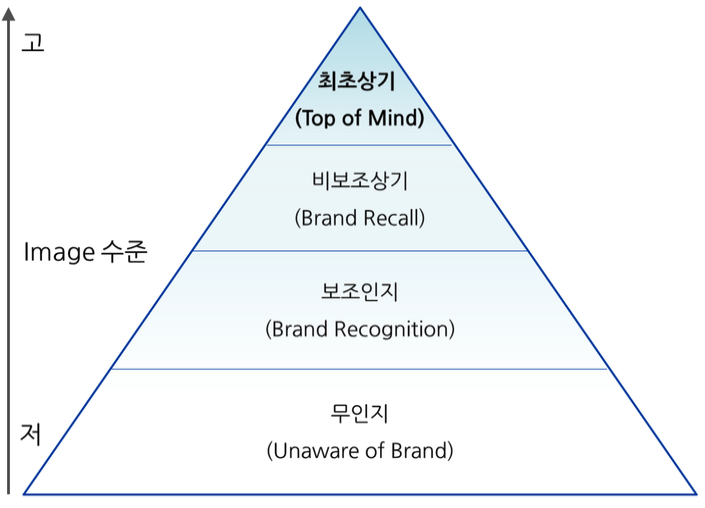 고
최초상기
(Top of Mind)
비보조상기
(Brand Recall)
Image 수준
보조인지
(Brand Recognition)
무인지
저
(Unaware of Brand)